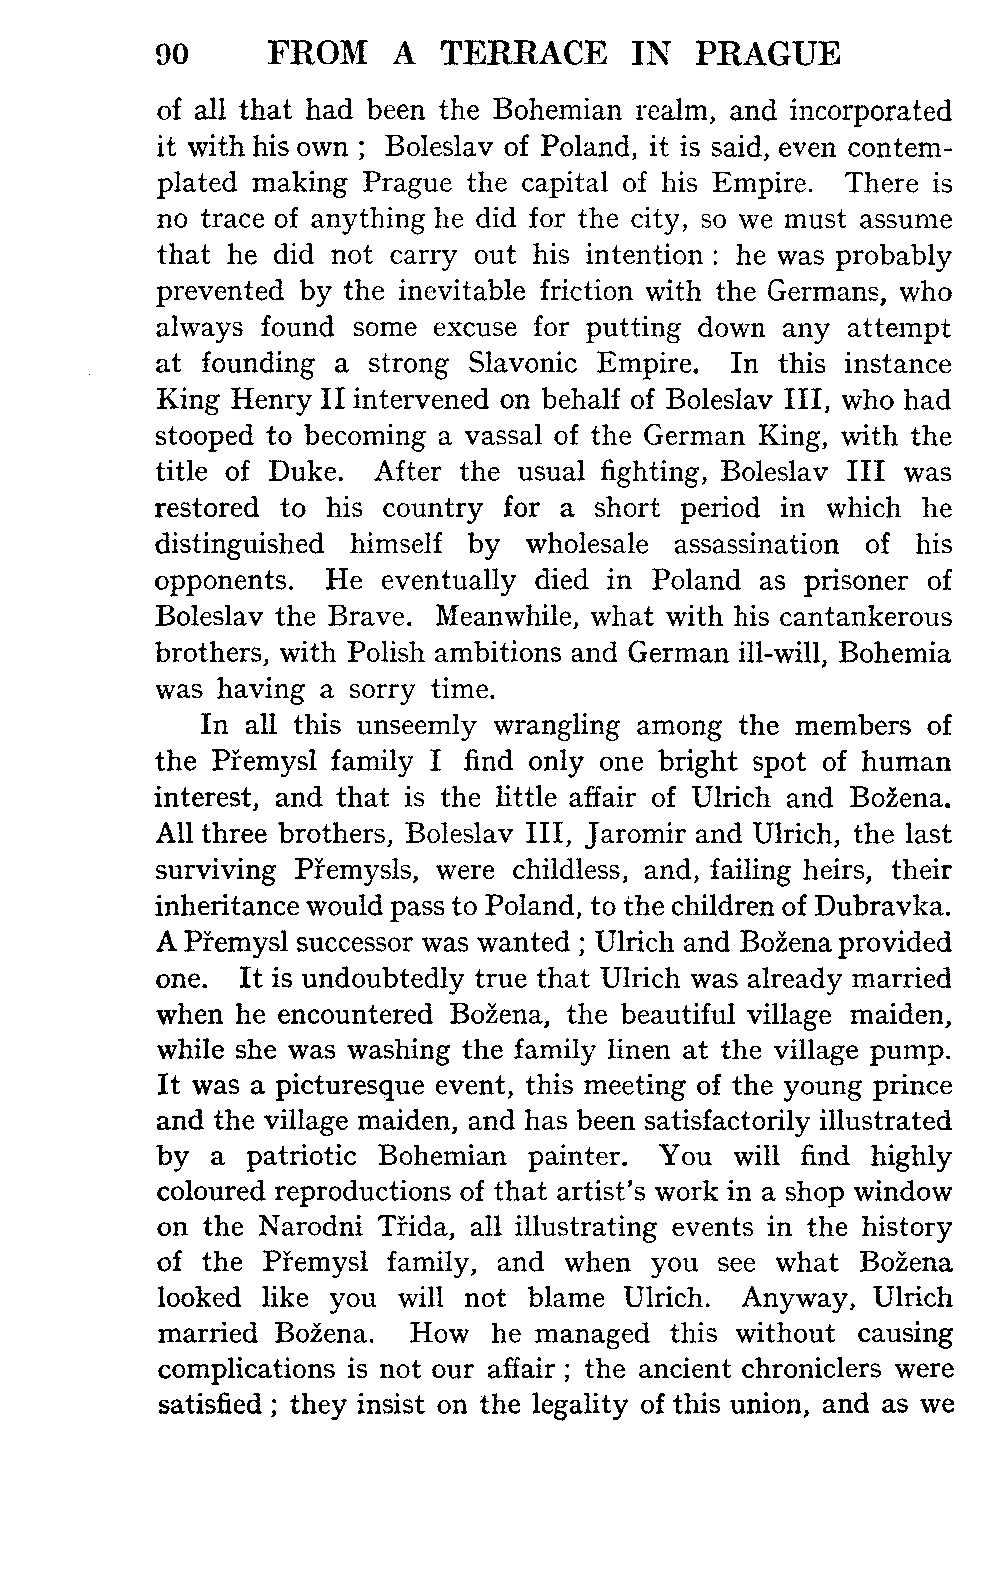 90 FROM A TERRACE IN PRAGUE
of all that had been the Bohemian realm, and incorporated
it with his own ; Boleslav of Poland, it is said, even contem-
plated making Prague the capital of his Empire. There is
no trace of anything he did for the city, so we must assume
that he did not carry out his intention : he was probably
prevented by the inevitable friction with the Germans, who
always found some excuse for putting down any attempt
at founding a strong Slavonic Empire. In this instance
King Henry II intervened on behalf of Boleslav III, who had
stooped to becoming a vassal of the German King, with the
title of Duke. After the usual fighting, Boleslav III was
restored to his country for a short period in which he
distinguished himself by wholesale assassination of his
opponents. He eventually died in Poland as prisoner of
Boleslav the Brave. Meanwhile, what with his cantankerous
brothers, with Polish ambitions and German ill-will, Bohemia
was having a sorry time.
In all this unseemly wrangling among the members of
the Přemysl family I find only one bright spot of human
interest, and that is the little affair of Ulrich and Božena.
All three brothers, Boleslav III, Jaromir and Ulrich, the last
surviving Přemysls, were childless, and, failing heirs, their
inheritance would pass to Poland, to the children of Dubravka.
A Přemysl successor was wanted ; Ulrich and Božena provided
one. It is undoubtedly true that Ulrich was already married
when he encountered Božena, the beautiful village maiden,
while she was washing the family linen at the village pump.
It was a picturesque event, this meeting of the young prince
and the village maiden, and has been satisfactorily illustrated
by a patriotic Bohemian painter. You will find highly
coloured reproductions of that artist's work in a shop window
on the Narodni Třida, all illustrating events in the history
of the Přemysl family, and when you see what Božena
looked like you will not blame Ulrich. Anyway, Ulrich
married Božena. How he managed this without causing
complications is not our affair ; the ancient chroniclers were
satisfied ; they insist on the legality of this union, and as we